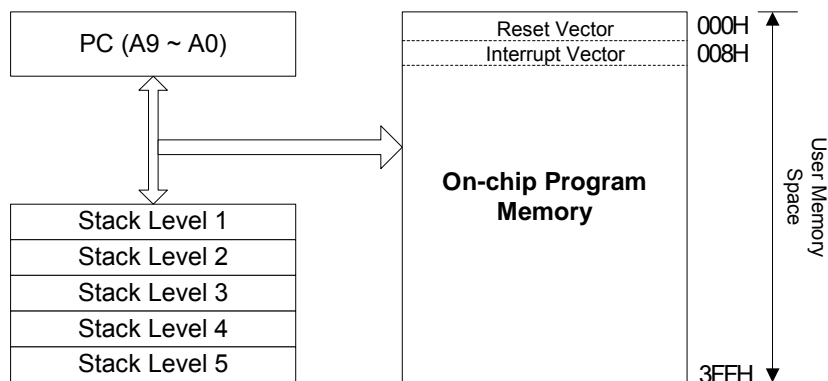 PC (A9 ~ A0)
Stack Level 1
Stack Level 2
Stack Level 3
Stack Level 4
Stack Level 5
Reset Vector
Interrupt Vector
On-chip Program
Memory
000H
008H
3FFH
User Memory
Space